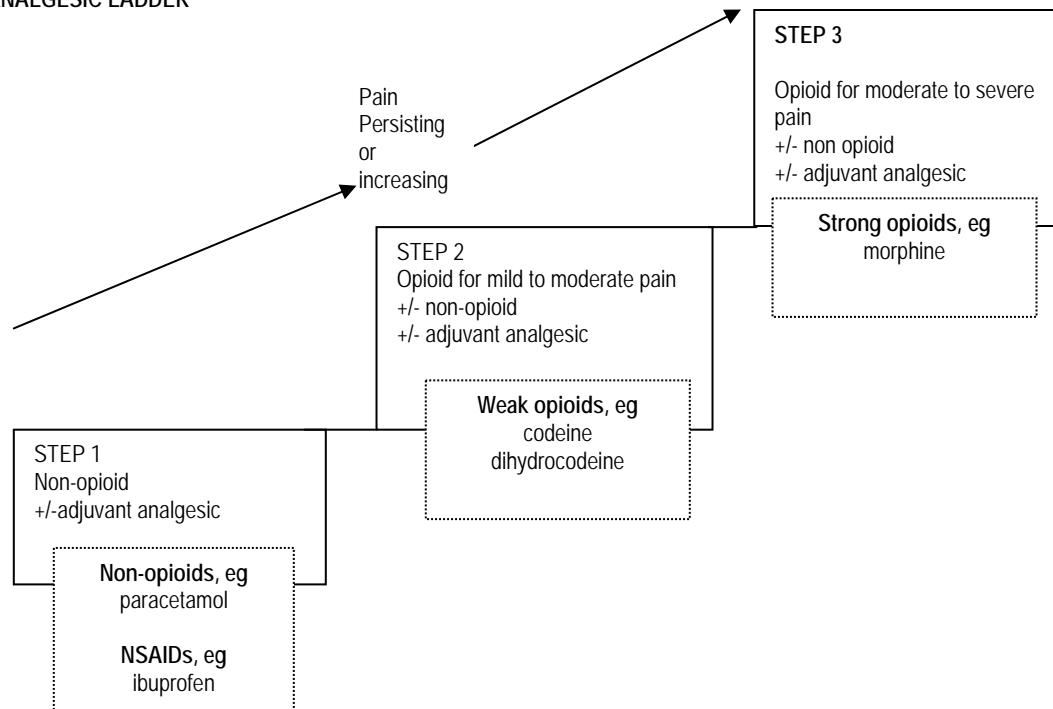 ANALGESIC LADDER
STEP 3
Opioid for moderate to severe
pain
+/- non opioid
+/- adjuvant analgesic
Strong opioids, eg
morphine
Pain
Persisting
or
increasing
STEP 2
Opioid for mild to moderate pain
+/- non-opioid
+/- adjuvant analgesic
Weak opioids, eg
codeine
dihydrocodeine
STEP 1
Non-opioid
+/-adjuvant analgesic
Non-opioids, eg
paracetamol
NSAIDs, eg
ibuprofen